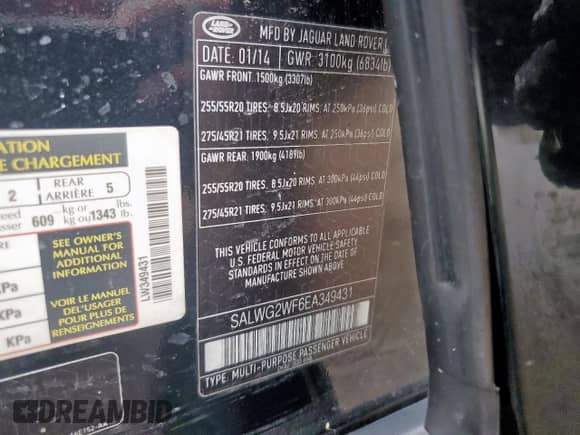 LAND-
-ROVER
MFD BY JAGUAR LAND ROVER
DATE: 01/14 GWR: 3100kg (6834lb)
GAWR FRONT: 1500kg (3307lb)
255/55R20 TIRES: 8.5Jx20 RIMS: AT 250kPa (36psi) COLD
275/45R21 TIRES: 9.5Jx21 RIMS: AT 250kPa (36psi) COLD
GAWR REAR: 1900kg (4189lb)
255/55R20 TIRES: 8.5Jx20 RIMS: AT 300kPa (44psi) COLD
275/45R21 TIRES: 9.5Jx21 RIMS: AT 300kPa (44psi) COLD
THIS VEHICLE CONFORMS TO ALL APPLICABLE
U.S. FEDERAL MOTOR VEHICLE SAFETY
STANDARDS IN EFFECT ON THE DATE OF
MANUFACTURE SHOWN ABOVE
SALWG2WF6EA349431
TYPE: MULTI-PURPOSE PASSENGER VEHICLE
CHARGEMENT
2 REAR ARRIÈRE 5
609 kg or kg ou 1343 lbs. lb.
SEE OWNER'S
MANUAL FOR
ADDITIONAL
INFORMATION
VOIR LE MANUEL
DE L'USAGER
POUR PLUS DE
RENSEIGNEMENTS
KPa
KPa
KPa
LW349431
DREAMBID